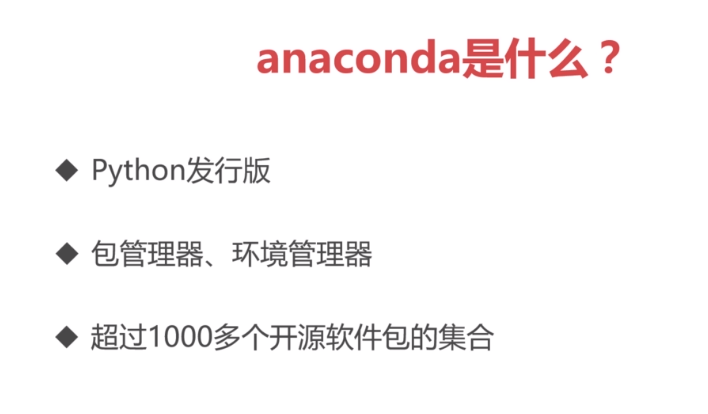 anaconda是什么？
◆ Python发行版
◆ 包管理器、环境管理器
◆ 超过1000多个开源软件包的集合